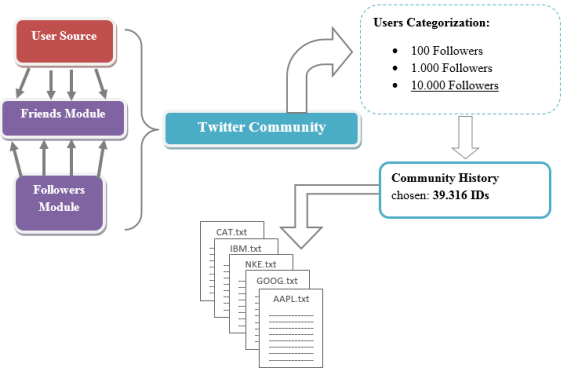 User Source
Friends Module
Followers
Module
Twitter Community
Users Categorization:
• 100 Followers
• 1.000 Followers
• 10.000 Followers
Community History
chosen: 39.316 IDs
CAT.txt
IBM.txt
NKE.txt
GOOG.txt
AAPL.txt